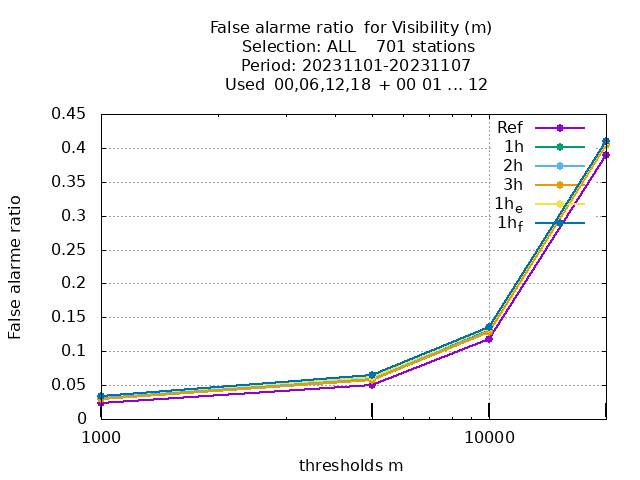 False alarme ratio for Visibility (m)
Selection: ALL 701 stations
Period: 20231101-20231107
Used 00,06,12,18 + 00 01 ... 12
0.45
0.4
0.35
0.3
0.25
0.2
0.15
0.1
0.05
0
False alarme ratio
Ref
1h
2h
3h
1h_e
1h_f
1000
10000
thresholds m